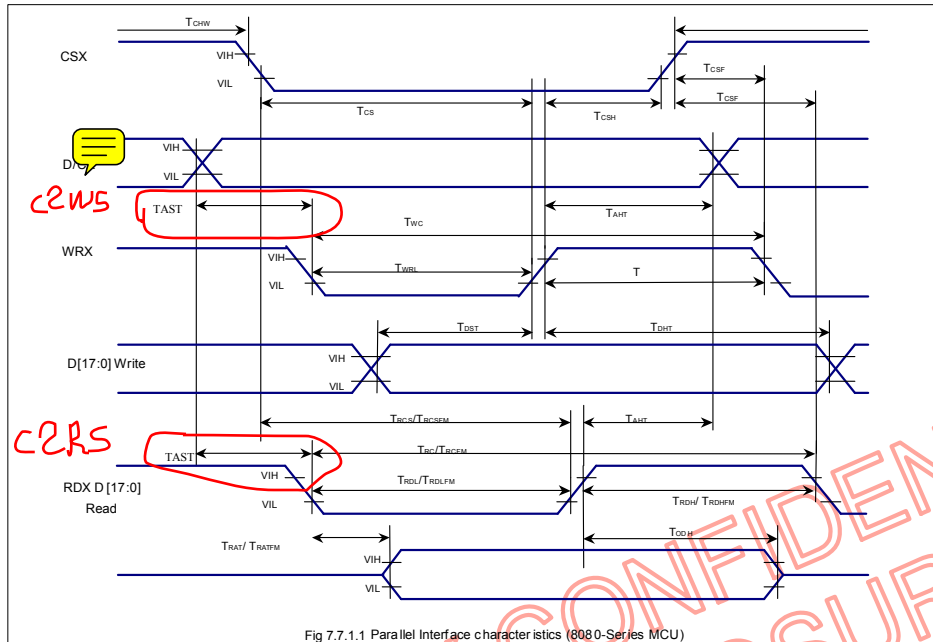 TCHW
CSX
VIH
VIL
TCSF
TCS
TCSH
TCSF
VIH
D/C
VIL
C2WS
TAST
TWC
TAHT
WRX
VIH
VIL
TWRL
T
TDST
TDHT
D[17:0] Write
VIH
VIL
TRCS/TRCSFM
TAHT
C2RS
TAST
TRC/TRCFM
RDX D [17:0]
Read
VIH
VIL
TRDL/TRDLFM
TRDH/ TRDHFM
TRAT/ TRATFM
TODH
VIH
VIL
CONFIDEN
SUR
Fig 7.7.1.1 Parallel Interface characteristics (8080-Series MCU)